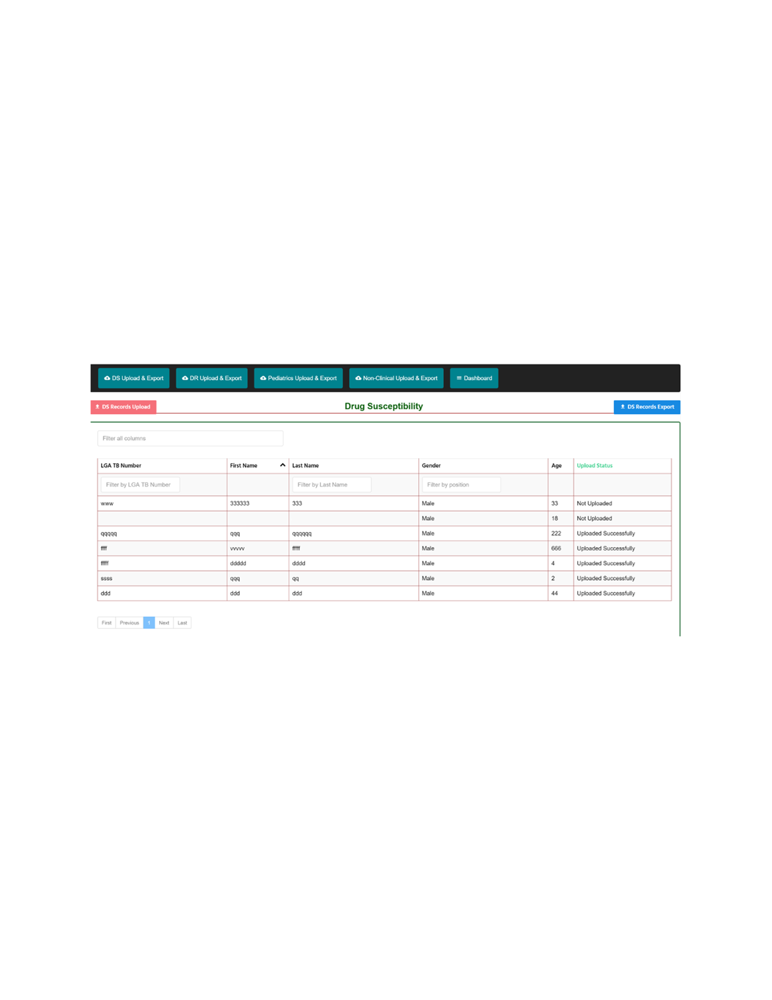 DS Upload & Export DR Upload & Export Pediatrics Upload & Export Non-Clinical Upload & Export Dashboard
DS Records Upload Drug Susceptibility DS Records Export
Filter all columns
LGA TB Number First Name Last Name Gender Age Upload Status
Filter by LGA TB Number Filter by Last Name Filter by position
www 333333 333 Male 33 Not Uploaded
Male 18 Not Uploaded
qqqqq qqq qqqqqq Male 222 Uploaded Successfully
ffff vvvvv fffff Male 666 Uploaded Successfully
fffff ddddd dddd Male 4 Uploaded Successfully
ssss qqq qq Male 2 Uploaded Successfully
ddd ddd ddd Male 44 Uploaded Successfully
First Previous 1 Next Last